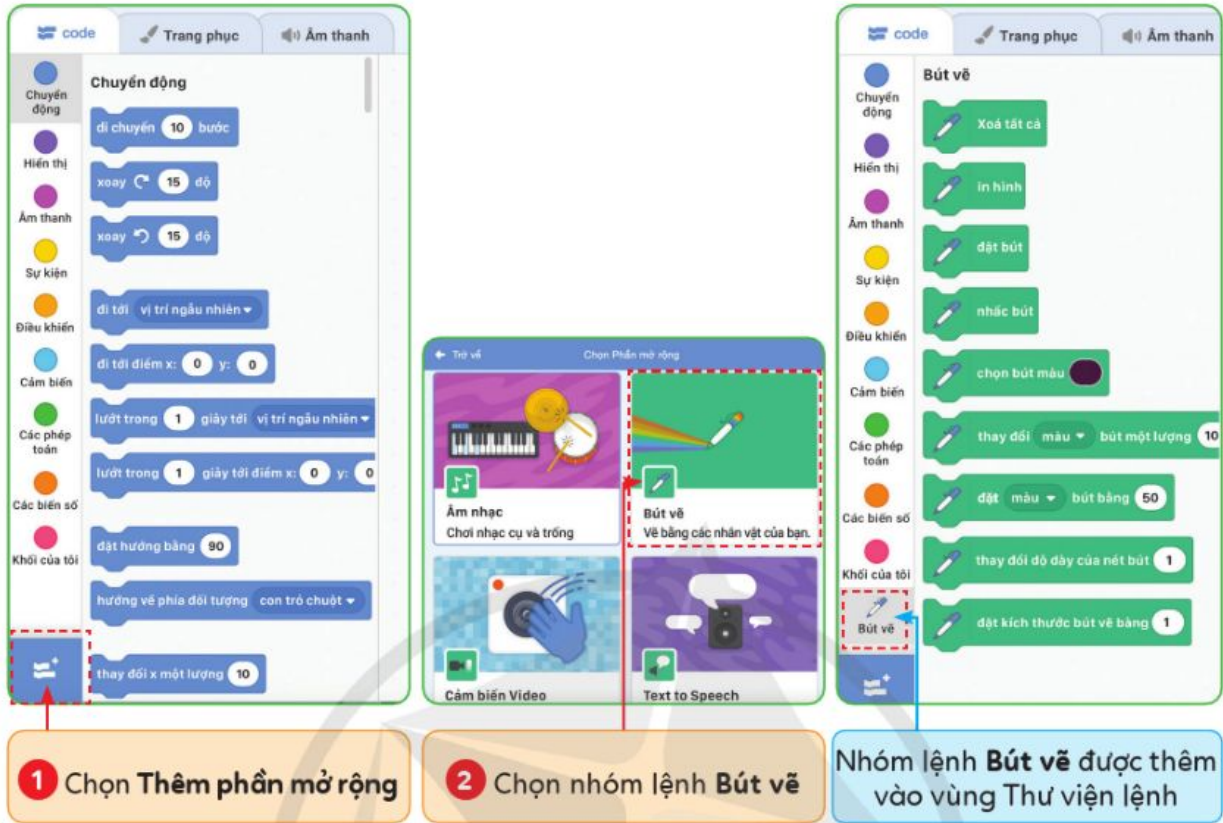 code
Trang phục
Âm thanh
Chuyển động
Hiển thị
Âm thanh
Sự kiện
Điều khiển
Cảm biến
Các phép toán
Các biến số
Khối của tôi
Chuyển động
di chuyển 10 bước
xoay 15 độ
xoay 15 độ
đi tới vị trí ngẫu nhiên
đi tới điểm x: 0 y: 0
lướt trong 1 giây tới vị trí ngẫu nhiên
lướt trong 1 giây tới điểm x: 0 y: 0
đặt hướng bằng 90
hướng về phía đối tượng con trỏ chuột
thay đổi x một lượng 10
1 Chọn Thêm phần mở rộng
Trở về
Chọn Phần mở rộng
Âm nhạc
Chơi nhạc cụ và trống
Bút vẽ
Vẽ bằng các nhân vật của bạn.
Cảm biến Video
Text to Speech
2 Chọn nhóm lệnh Bút vẽ
code
Trang phục
Âm thanh
Chuyển động
Hiển thị
Âm thanh
Sự kiện
Điều khiển
Cảm biến
Các phép toán
Các biến số
Khối của tôi
Bút vẽ
Bút vẽ
Xoá tất cả
in hình
đặt bút
nhấc bút
chọn bút màu
thay đổi màu bút một lượng 10
đặt màu bút bằng 50
thay đổi độ dày của nét bút 1
đặt kích thước bút vẽ bằng 1
Nhóm lệnh Bút vẽ được thêm
vào vùng Thư viện lệnh